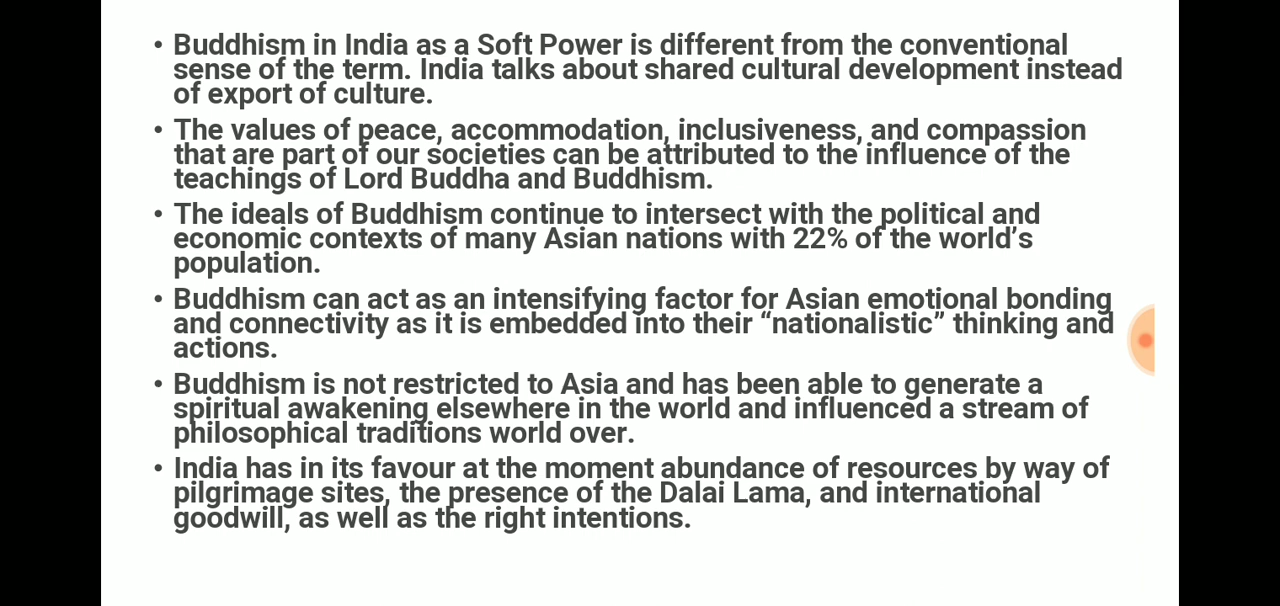 • Buddhism in India as a Soft Power is different from the conventional
sense of the term. India talks about shared cultural development instead
of export of culture.
• The values of peace, accommodation, inclusiveness, and compassion
that are part of our societies can be attributed to the influence of the
teachings of Lord Buddha and Buddhism.
• The ideals of Buddhism continue to intersect with the political and
economic contexts of many Asian nations with 22% of the world’s
population.
• Buddhism can act as an intensifying factor for Asian emotional bonding
and connectivity as it is embedded into their “nationalistic” thinking and
actions.
• Buddhism is not restricted to Asia and has been able to generate a
spiritual awakening elsewhere in the world and influenced a stream of
philosophical traditions world over.
• India has in its favour at the moment abundance of resources by way of
pilgrimage sites, the presence of the Dalai Lama, and international
goodwill, as well as the right intentions.